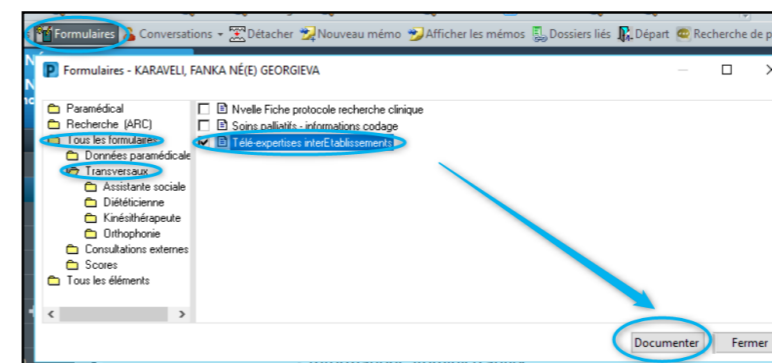 Formulaires Conversations Détacher Nouveau mémo Afficher les mémos Dossiers liés Départ Recherche de p
Formulaires - KARAVELI, FANKA NÉ(E) GEORGIEVA
Paramédical
Recherche (ARC)
Tous les formulaires
Données paramédicale
Transversaux
Assistante sociale
Diététicienne
Kinésithérapeute
Orthophonie
Consultations externes
Scores
Tous les éléments
Nvelle Fiche protocole recherche clinique
Soins palliatifs - informations codage
Télé-expertises interEtablissements
Documenter Fermer